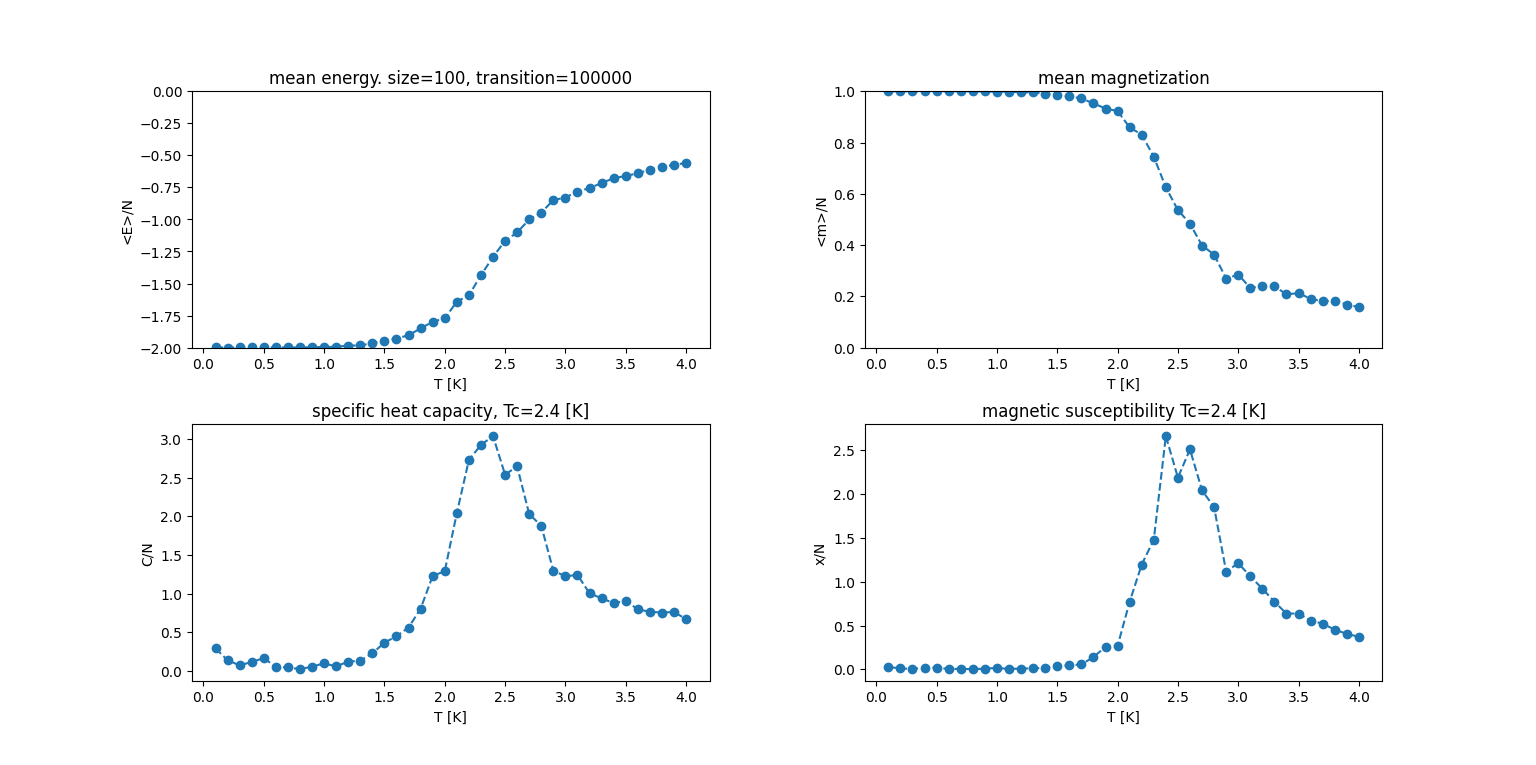 mean energy. size=100, transition=100000
0.00
−0.25
−0.50
−0.75
−1.00
−1.25
−1.50
−1.75
−2.00
<E>/N
0.0 0.5 1.0 1.5 2.0 2.5 3.0 3.5 4.0
T [K]
mean magnetization
1.0
0.8
0.6
0.4
0.2
0.0
<m>/N
0.0 0.5 1.0 1.5 2.0 2.5 3.0 3.5 4.0
T [K]
specific heat capacity, Tc=2.4 [K]
3.0
2.5
2.0
1.5
1.0
0.5
0.0
C/N
0.0 0.5 1.0 1.5 2.0 2.5 3.0 3.5 4.0
T [K]
magnetic susceptibility Tc=2.4 [K]
2.5
2.0
1.5
1.0
0.5
0.0
x/N
0.0 0.5 1.0 1.5 2.0 2.5 3.0 3.5 4.0
T [K]